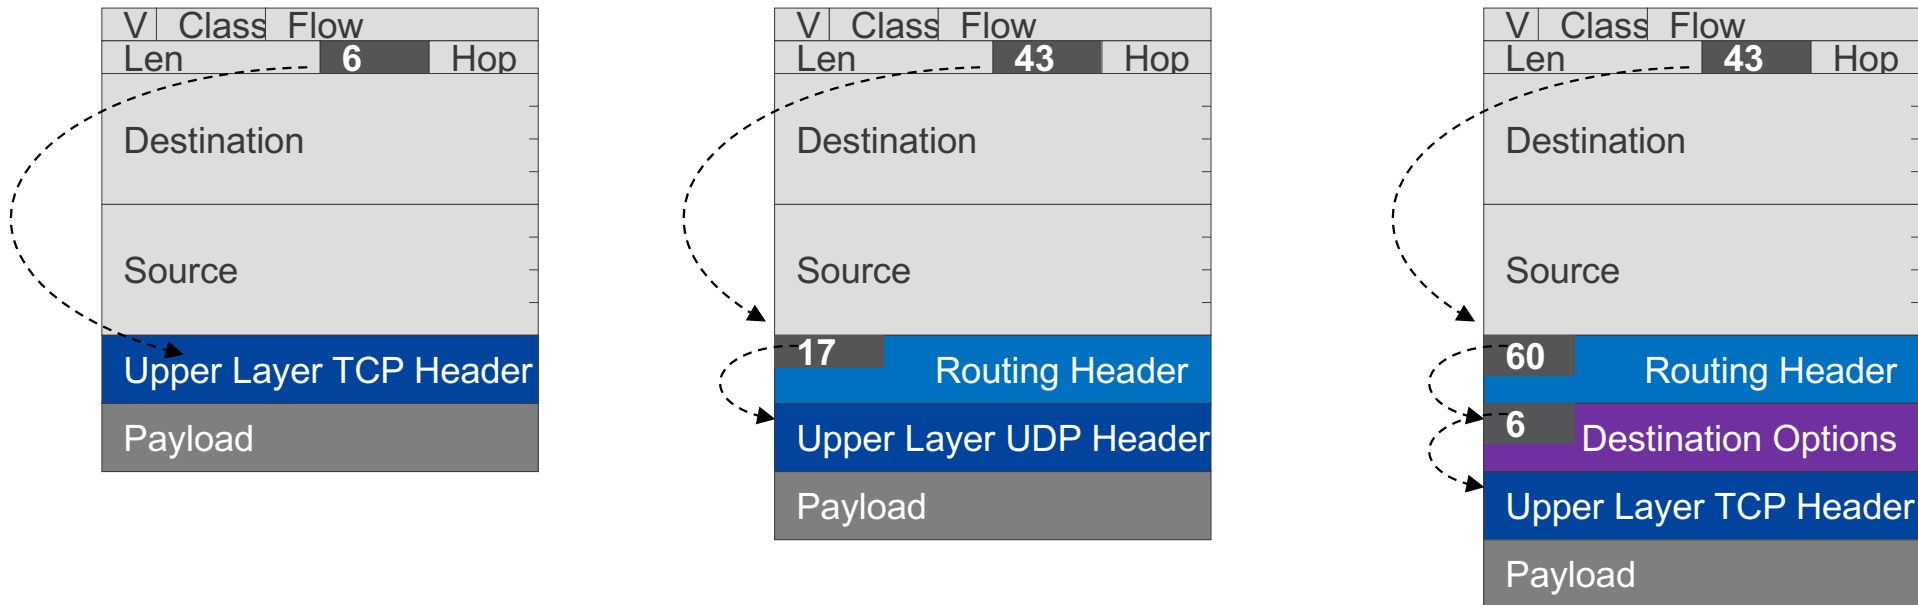 V Class Flow
Len 6 Hop
Destination
Source
Upper Layer TCP Header
Payload
V Class Flow
Len 43 Hop
Destination
Source
17 Routing Header
Upper Layer UDP Header
Payload
V Class Flow
Len 43 Hop
Destination
Source
60 Routing Header
6 Destination Options
Upper Layer TCP Header
Payload